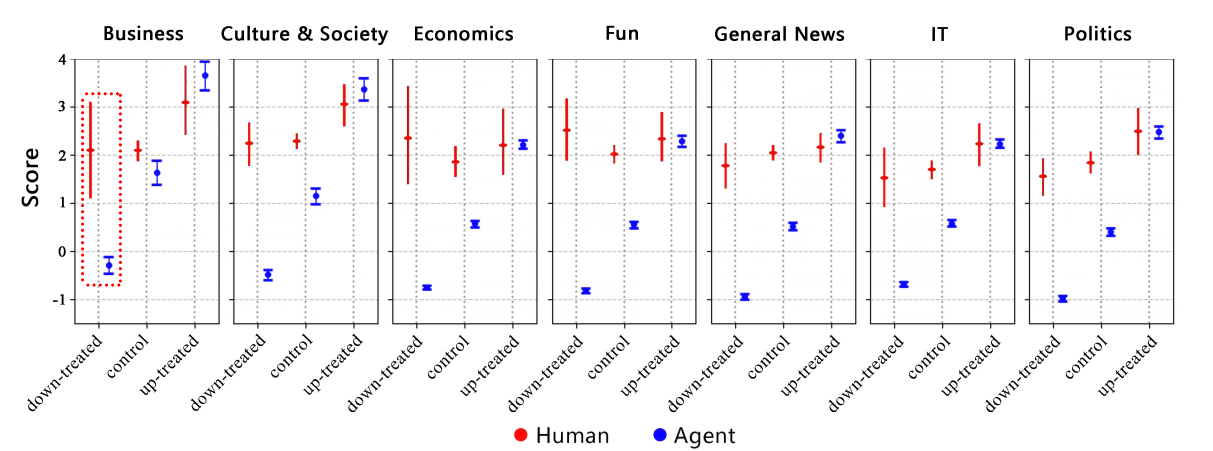 Business
Culture & Society
Economics
Fun
General News
IT
Politics
Score
4
3
2
1
0
-1
down-treated
control
up-treated
down-treated
control
up-treated
down-treated
control
up-treated
down-treated
control
up-treated
down-treated
control
up-treated
down-treated
control
up-treated
down-treated
control
up-treated
Human
Agent